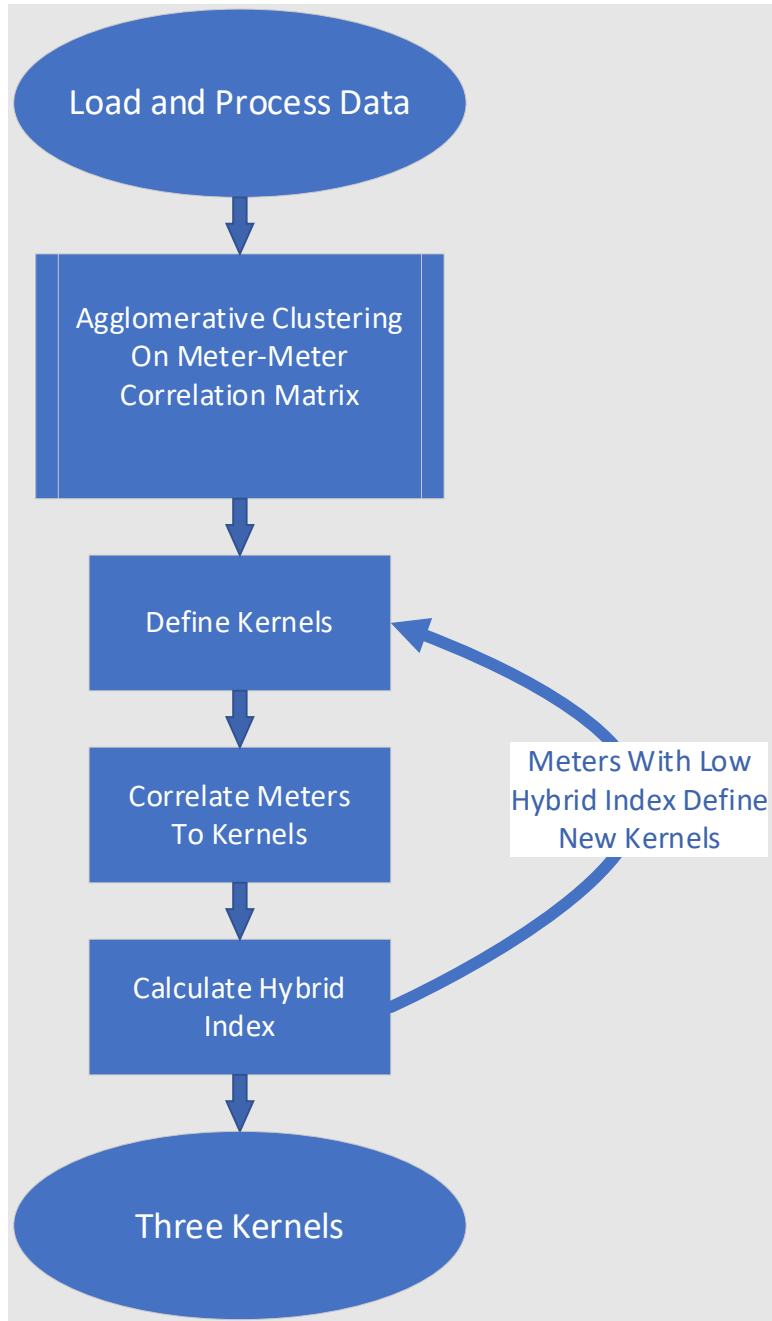 Load and Process Data
Agglomerative Clustering
On Meter-Meter
Correlation Matrix
Define Kernels
Correlate Meters
To Kernels
Meters With Low
Hybrid Index Define
New Kernels
Calculate Hybrid
Index
Three Kernels